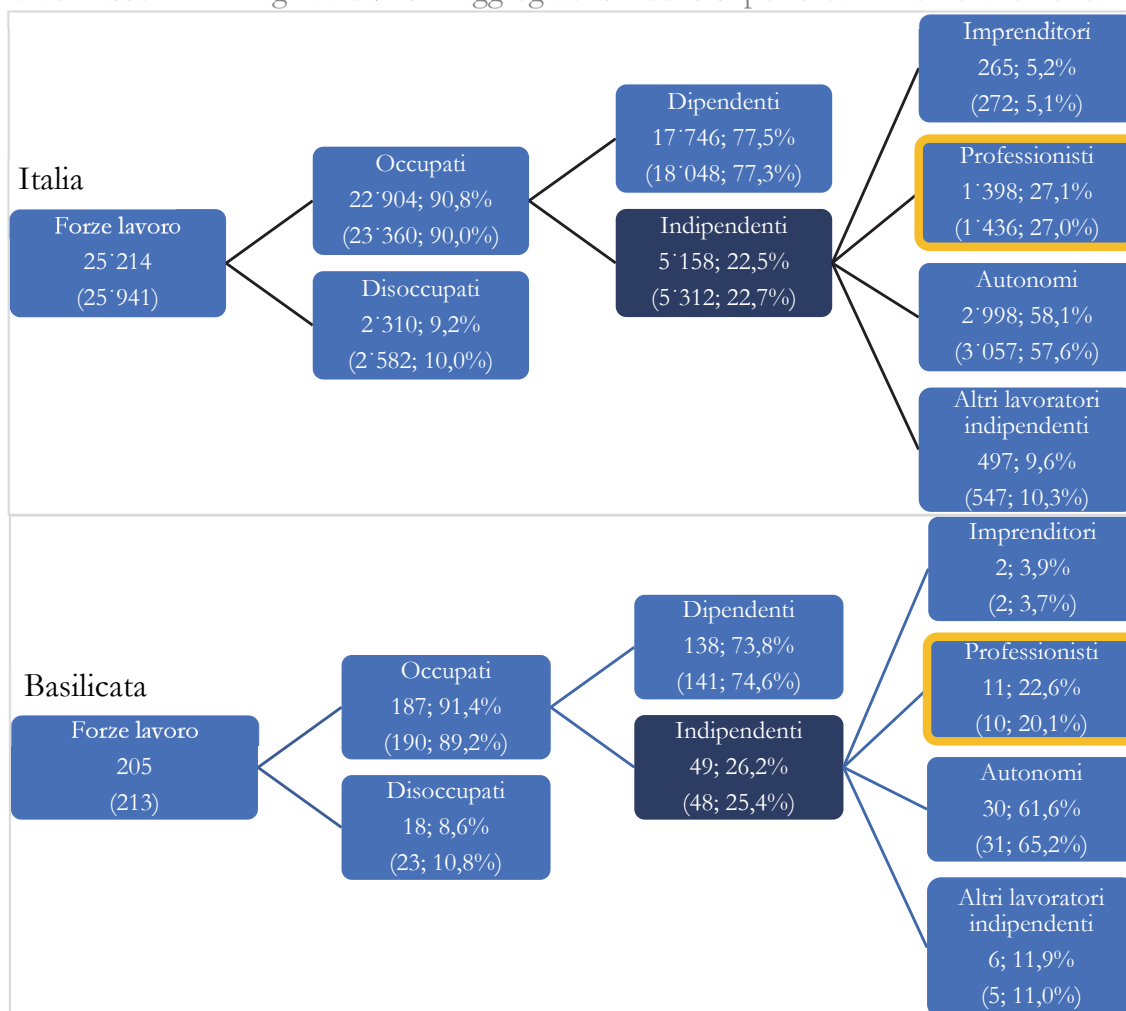 Italia
Forze lavoro
25˙214
(25˙941)
Occupati
22˙904; 90,8%
(23˙360; 90,0%)
Disoccupati
2˙310; 9,2%
(2˙582; 10,0%)
Dipendenti
17˙746; 77,5%
(18˙048; 77,3%)
Indipendenti
5˙158; 22,5%
(5˙312; 22,7%)
Imprenditori
265; 5,2%
(272; 5,1%)
Professionisti
1˙398; 27,1%
(1˙436; 27,0%)
Autonomi
2˙998; 58,1%
(3˙057; 57,6%)
Altri lavoratori
indipendenti
497; 9,6%
(547; 10,3%)
Basilicata
Forze lavoro
205
(213)
Occupati
187; 91,4%
(190; 89,2%)
Disoccupati
18; 8,6%
(23; 10,8%)
Dipendenti
138; 73,8%
(141; 74,6%)
Indipendenti
49; 26,2%
(48; 25,4%)
Imprenditori
2; 3,9%
(2; 3,7%)
Professionisti
11; 22,6%
(10; 20,1%)
Autonomi
30; 61,6%
(31; 65,2%)
Altri lavoratori
indipendenti
6; 11,9%
(5; 11,0%)